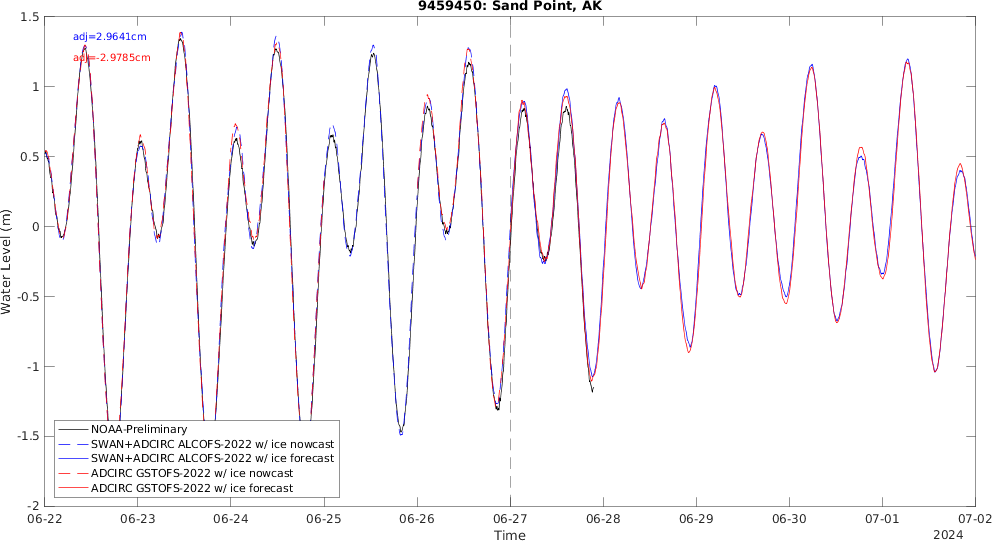 9459450: Sand Point, AK
adj=2.9641cm
adj=-2.9785cm
Water Level (m)
1.5
1
0.5
0
-0.5
-1
-1.5
-2
NOAA-Preliminary
SWAN+ADCIRC ALCOFS-2022 w/ ice nowcast
SWAN+ADCIRC ALCOFS-2022 w/ ice forecast
ADCIRC GSTOFS-2022 w/ ice nowcast
ADCIRC GSTOFS-2022 w/ ice forecast
06-22 06-23 06-24 06-25 06-26 06-27 06-28 06-29 06-30 07-01 07-02
Time
2024